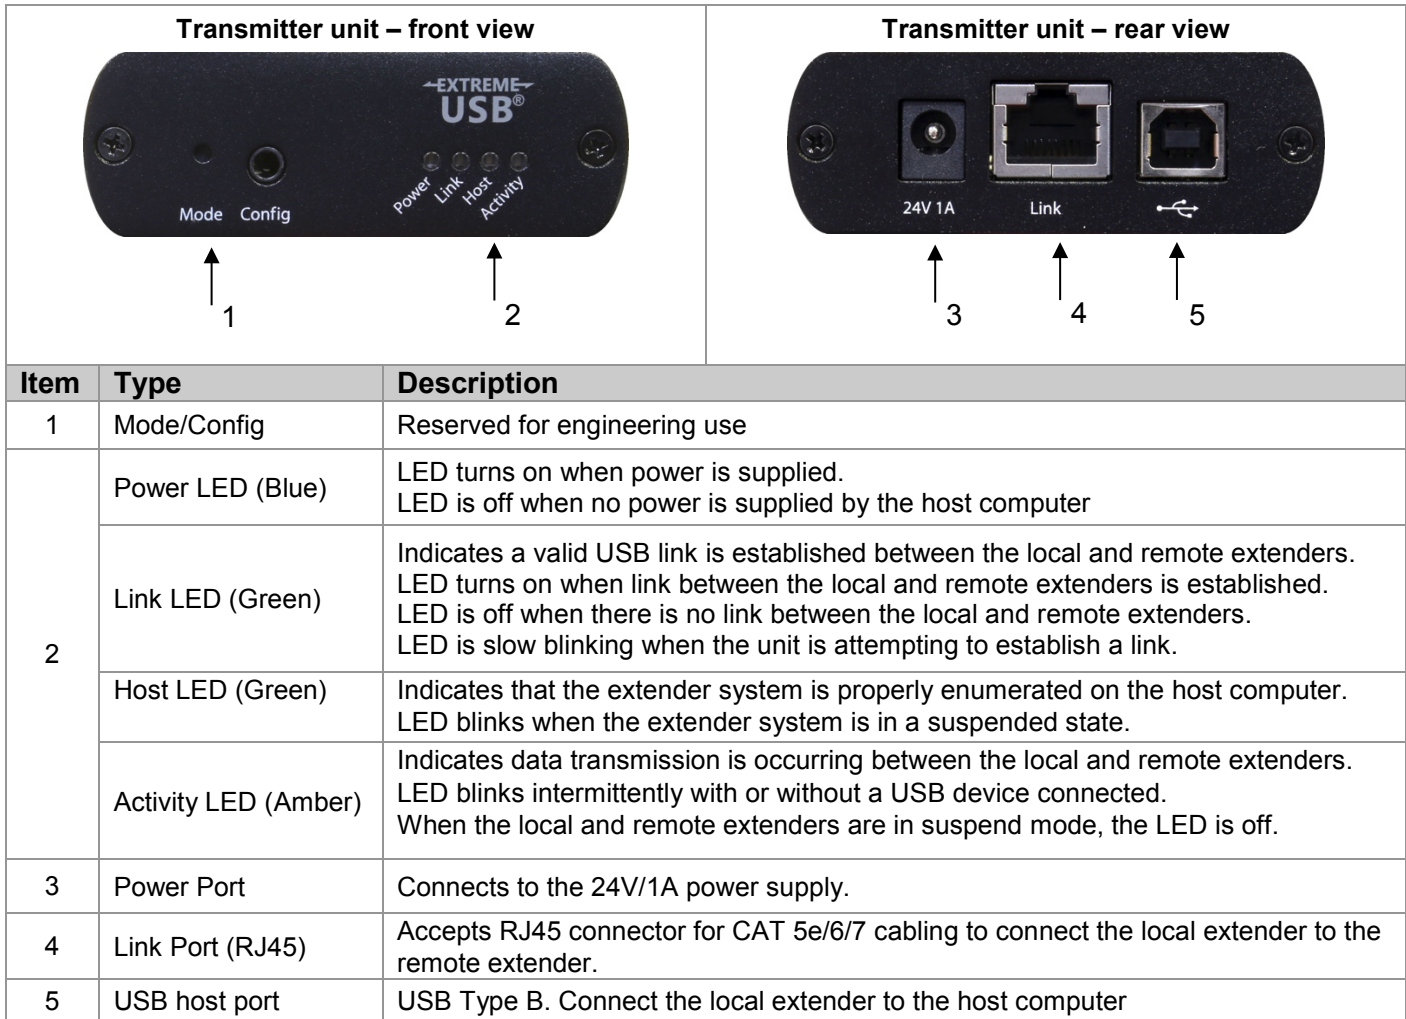 Transmitter unit – front view
EXTREME
USB®
Power
Link
Host
Activity
Mode Config
1
2
Transmitter unit – rear view
24V 1A
Link
3
4
5
Item Type Description
1 Mode/Config Reserved for engineering use
2
Power LED (Blue)
LED turns on when power is supplied.
LED is off when no power is supplied by the host computer
Link LED (Green)
Indicates a valid USB link is established between the local and remote extenders.
LED turns on when link between the local and remote extenders is established.
LED is off when there is no link between the local and remote extenders.
LED is slow blinking when the unit is attempting to establish a link.
Host LED (Green)
Indicates that the extender system is properly enumerated on the host computer.
LED blinks when the extender system is in a suspended state.
Activity LED (Amber)
Indicates data transmission is occurring between the local and remote extenders.
LED blinks intermittently with or without a USB device connected.
When the local and remote extenders are in suspend mode, the LED is off.
3 Power Port Connects to the 24V/1A power supply.
4 Link Port (RJ45)
Accepts RJ45 connector for CAT 5e/6/7 cabling to connect the local extender to the
remote extender.
5 USB host port USB Type B. Connect the local extender to the host computer